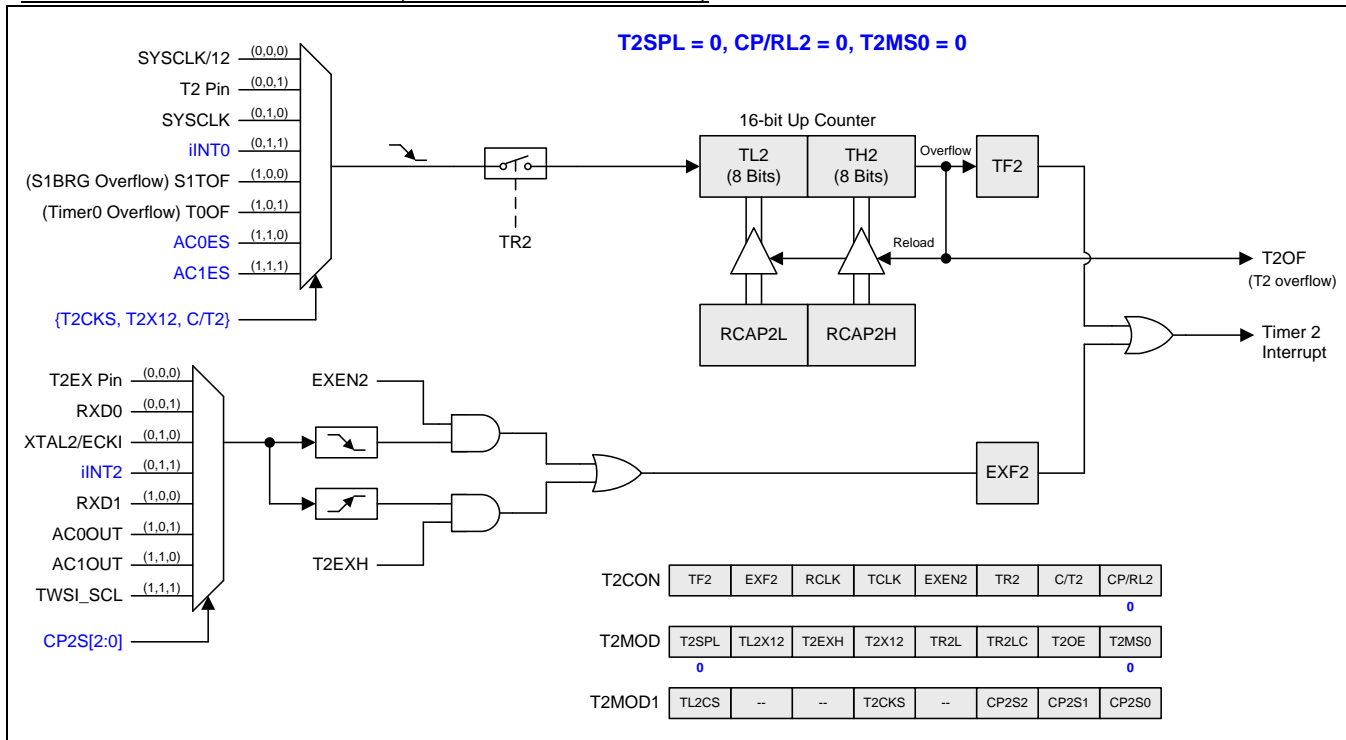 T2SPL = 0, CP/RL2 = 0, T2MS0 = 0
SYSCLK/12 (0,0,0)
T2 Pin (0,0,1)
SYSCLK (0,1,0)
iINT0 (0,1,1)
(S1BRG Overflow) S1TOF (1,0,0)
(Timer0 Overflow) T0OF (1,0,1)
AC0ES (1,1,0)
AC1ES (1,1,1)
{T2CKS, T2X12, C/T2}
TR2
16-bit Up Counter
TL2
(8 Bits)
TH2
(8 Bits)
Overflow
TF2
Reload
RCAP2L
RCAP2H
T2OF
(T2 overflow)
Timer 2
Interrupt
T2EX Pin (0,0,0)
RXD0 (0,0,1)
XTAL2/ECKI (0,1,0)
iINT2 (0,1,1)
RXD1 (1,0,0)
AC0OUT (1,0,1)
AC1OUT (1,1,0)
TWSI_SCL (1,1,1)
CP2S[2:0]
EXEN2
T2EXH
EXF2
T2CON TF2 EXF2 RCLK TCLK EXEN2 TR2 C/T2 CP/RL2
0
T2MOD T2SPL TL2X12 T2EXH T2X12 TR2L TR2LC T2OE T2MS0
0 0
T2MOD1 TL2CS -- -- T2CKS -- CP2S2 CP2S1 CP2S0